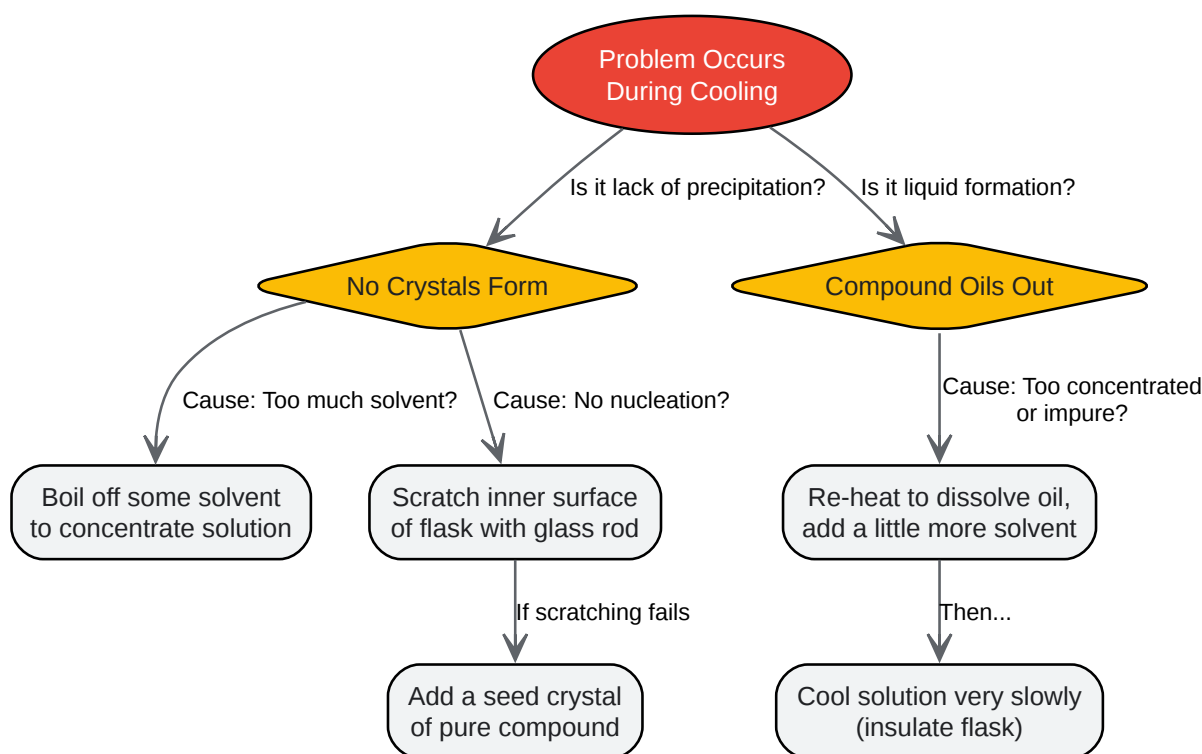 Problem Occurs
During Cooling
Is it lack of precipitation?
Is it liquid formation?
No Crystals Form
Compound Oils Out
Cause: Too much solvent?
Cause: No nucleation?
Cause: Too concentrated
or impure?
Boil off some solvent
to concentrate solution
Scratch inner surface
of flask with glass rod
Re-heat to dissolve oil,
add a little more solvent
If scratching fails
Then...
Add a seed crystal
of pure compound
Cool solution very slowly
(insulate flask)